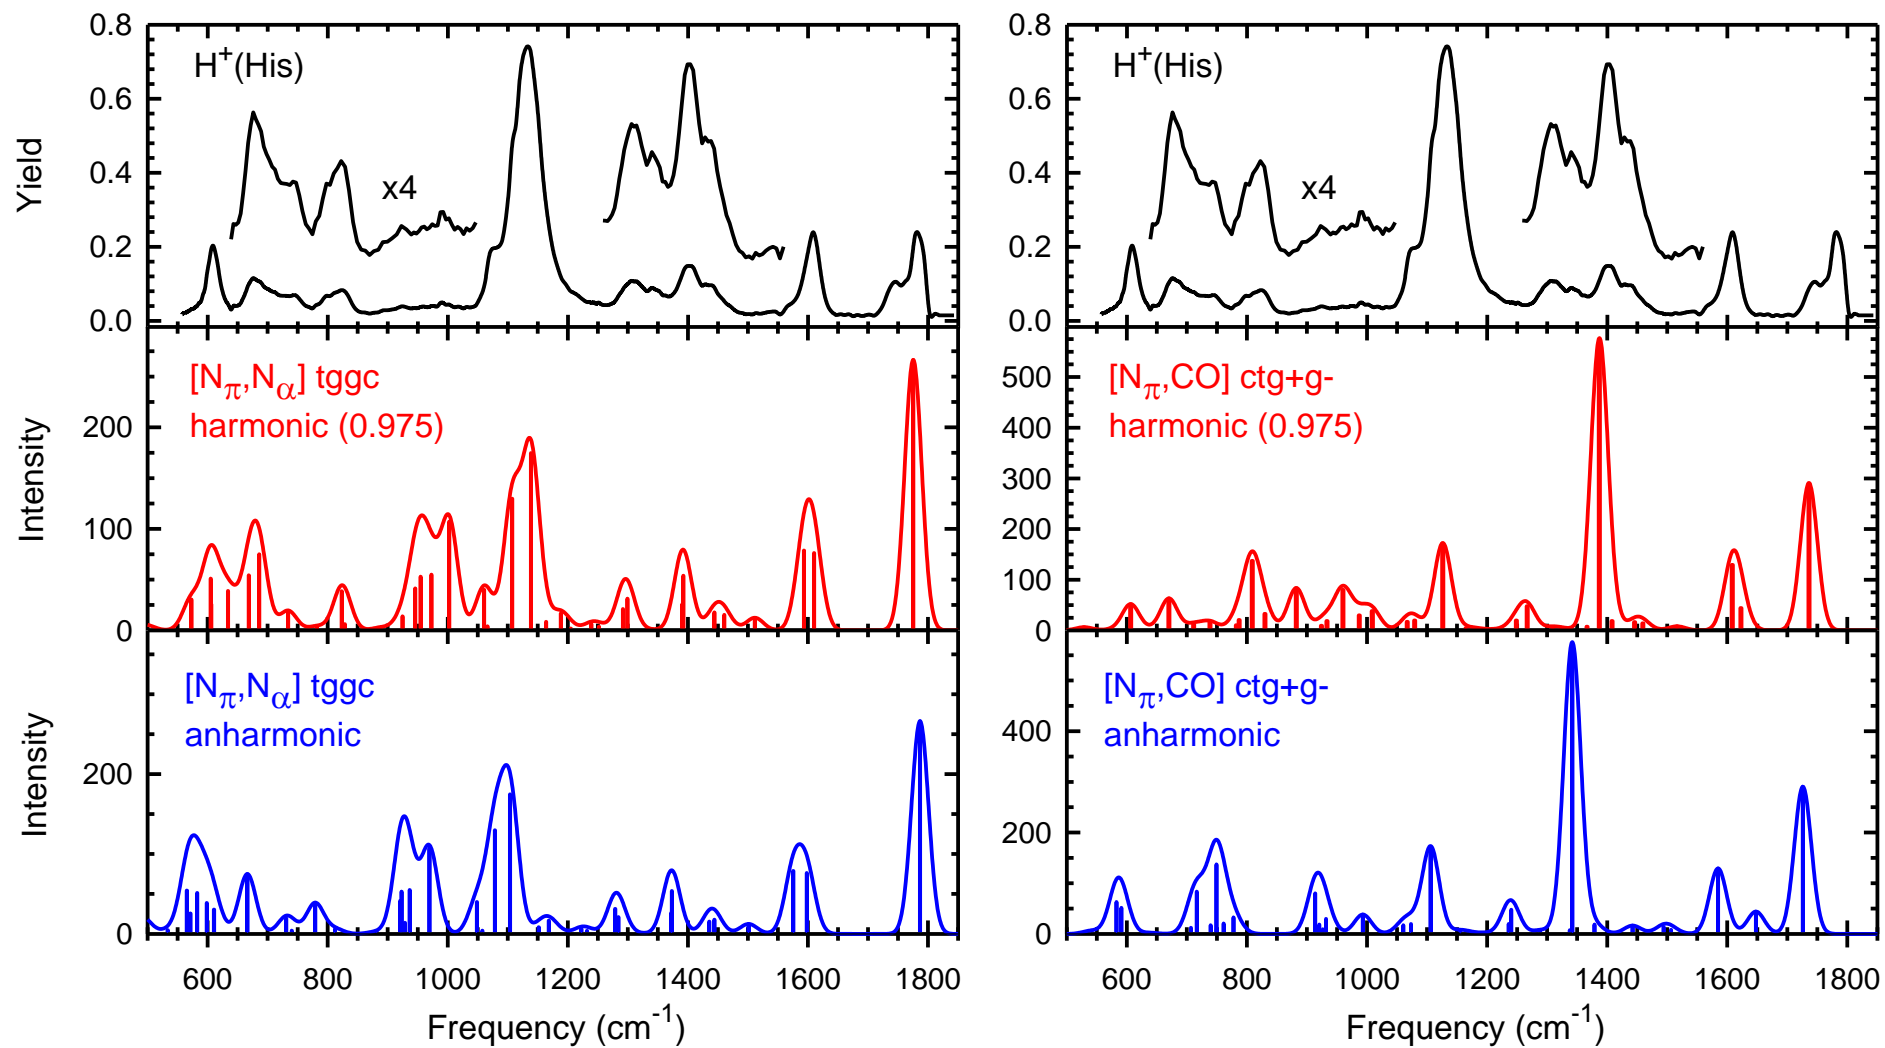 0.8
0.6
0.4
0.2
0.0
Yield
H+(His)
x4
200
100
0
Intensity
[Nπ,Nα] tggc
harmonic (0.975)
200
0
Intensity
[Nπ,Nα] tggc
anharmonic
600 800 1000 1200 1400 1600 1800
Frequency (cm-1)
0.8
0.6
0.4
0.2
0.0
H+(His)
x4
500
400
300
200
100
0
[Nπ,CO] ctg+g-
harmonic (0.975)
400
200
0
[Nπ,CO] ctg+g-
anharmonic
600 800 1000 1200 1400 1600 1800
Frequency (cm-1)